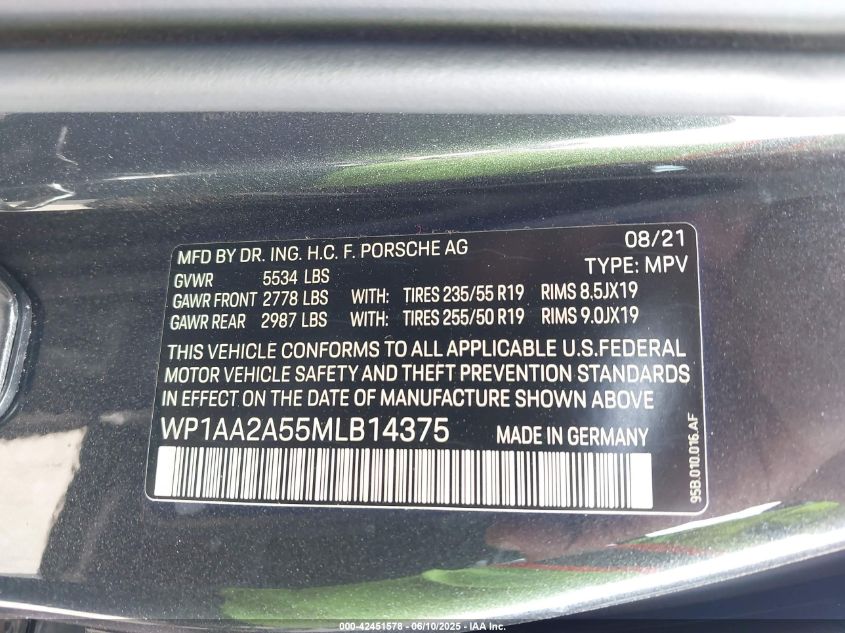 MFD BY DR. ING. H.C. F. PORSCHE AG 08/21
GVWR 5534 LBS TYPE: MPV
GAWR FRONT 2778 LBS WITH: TIRES 235/55 R19 RIMS 8.5JX19
GAWR REAR 2987 LBS WITH: TIRES 255/50 R19 RIMS 9.0JX19
THIS VEHICLE CONFORMS TO ALL APPLICABLE U.S.FEDERAL
MOTOR VEHICLE SAFETY AND THEFT PREVENTION STANDARDS
IN EFFECT ON THE DATE OF MANUFACTURE SHOWN ABOVE
WP1AA2A55MLB14375 MADE IN GERMANY
95B.010.016.AF
000-42451578 - 06/10/2025 - IAA Inc.